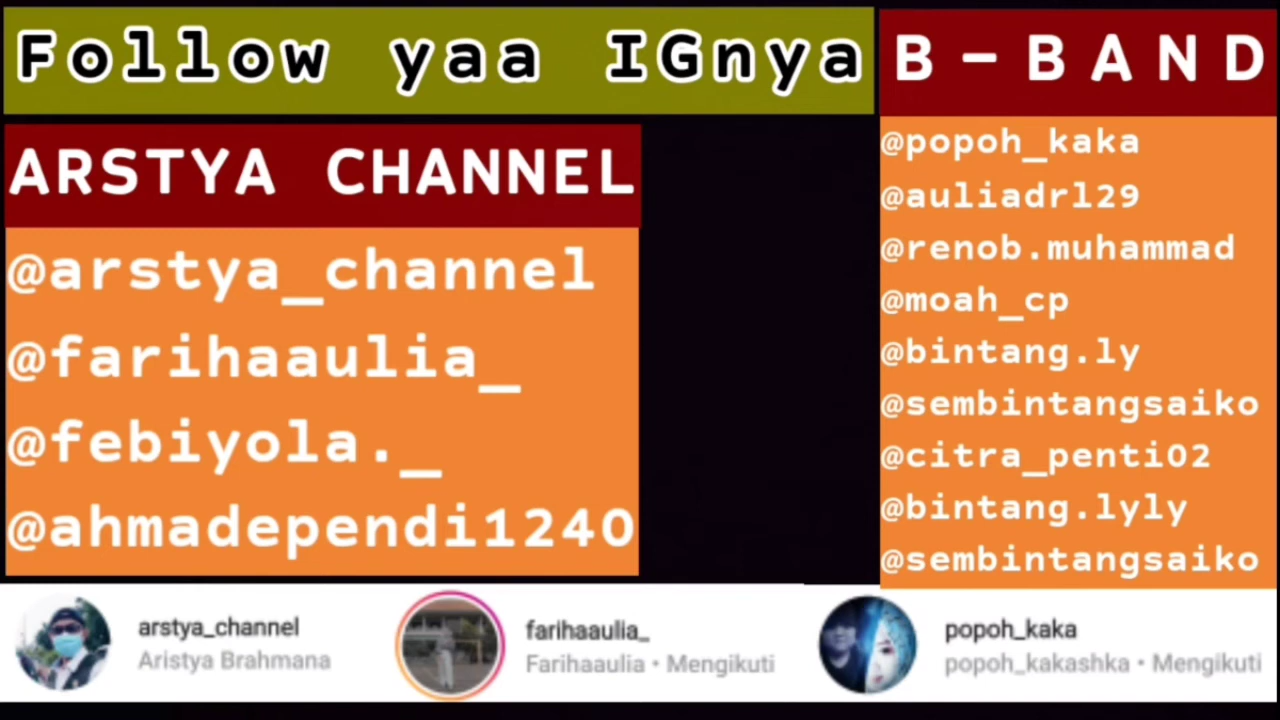 Follow yaa IGnya
ARSTYA CHANNEL
@arstya_channel
@farihaaulia_
@febiyola._
@ahmadependi1240
B-BAND
@popoh_kaka
@auliadrl29
@renob.muhammad
@moah_cp
@bintang.ly
@sembintangsaiko
@citra_penti02
@bintang.lyly
@sembintangsaiko
arstya_channel
Aristya Brahmana
farihaaulia_
Farihaaulia • Mengikuti
popoh_kaka
popoh_kakashka • Mengikuti